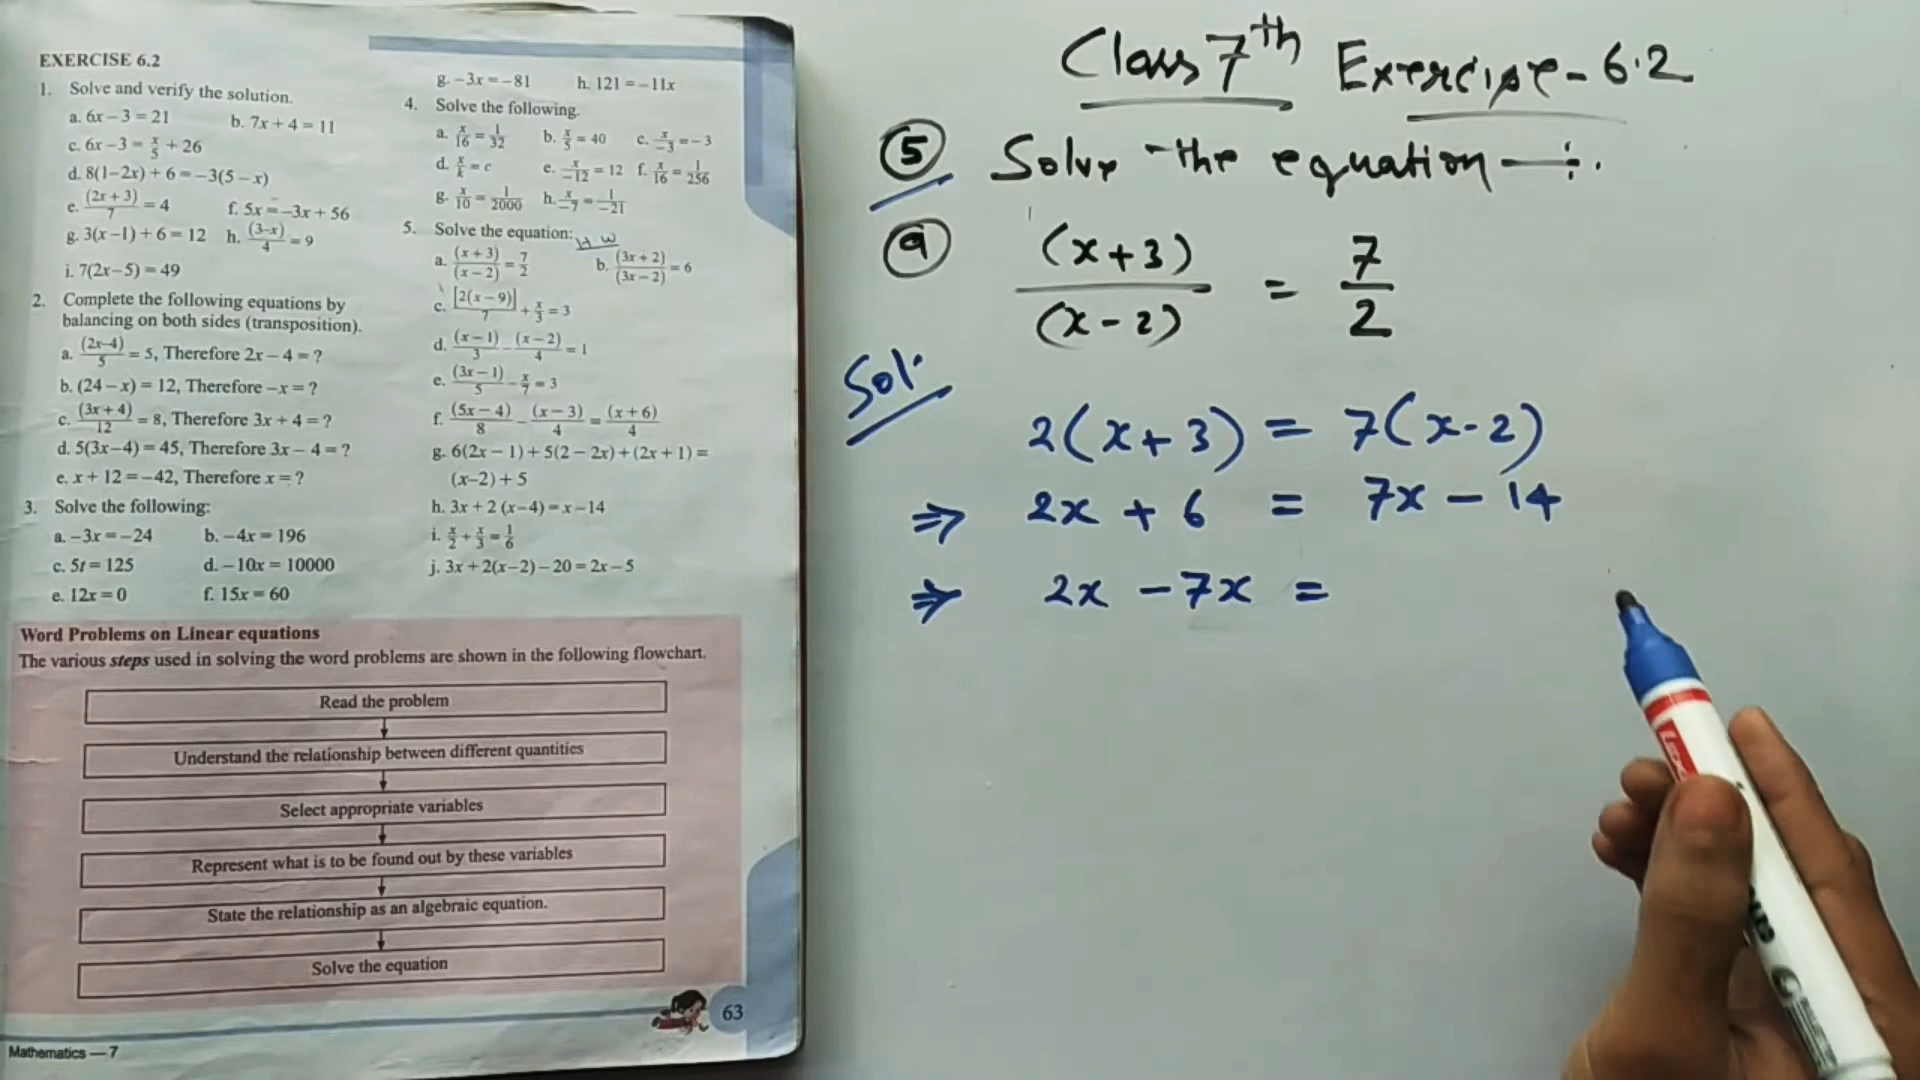 EXERCISE 6.2
1. Solve and verify the solution.
a. 6x – 3 = 21 b. 7x + 4 = 11
c. 6x – 3 = x/5 + 26
d. 8(1–2x) + 6 = –3(5 – x)
e. (2x + 3)/7 = 4 f. 5x = –3x + 56
g. 3(x –1) + 6 = 12 h. (3–x)/4 = 9
i. 7(2x–5) = 49
2. Complete the following equations by
balancing on both sides (transposition).
a. (2x–4)/5 = 5, Therefore 2x – 4 = ?
b. (24 – x) = 12, Therefore –x = ?
c. (3x + 4)/12 = 8, Therefore 3x + 4 = ?
d. 5(3x–4) = 45, Therefore 3x – 4 = ?
e. x + 12 = –42, Therefore x = ?
3. Solve the following:
a. –3x = –24 b. –4x = 196
c. 5t = 125 d. –10x = 10000
e. 12x = 0 f. 15x = 60
g. –3x = –81 h. 121 = –11x
4. Solve the following.
a. x/16 = 1/32 b. x/5 = 40 c. x/–3 = –3
d. x/k = c e. x/–12 = 12 f. x/16 = 1/256
g. x/10 = 1/2000 h. x/–7 = 1/–21
5. Solve the equation: H W
a. (x + 3)/(x – 2) = 7/2 b. (3x + 2)/(3x – 2) = 6
c. [2(x – 9)]/7 + x/3 = 3
d. (x – 1)/3 – (x – 2)/4 = 1
e. (3x – 1)/5 – x/7 = 3
f. (5x – 4)/8 – (x – 3)/4 = (x + 6)/4
g. 6(2x – 1) + 5(2 – 2x) + (2x + 1) =
(x–2) + 5
h. 3x + 2 (x–4) = x – 14
i. x/2 + x/3 = 1/6
j. 3x + 2(x–2) – 20 = 2x – 5
Word Problems on Linear equations
The various steps used in solving the word problems are shown in the following flowchart.
Read the problem
Understand the relationship between different quantities
Select appropriate variables
Represent what is to be found out by these variables
State the relationship as an algebraic equation.
Solve the equation
63
Mathematics — 7
Class 7th Exercise - 6.2
5 Solve the equation —:
a (x+3)/(x-2) = 7/2
Sol:
2(x+3) = 7(x-2)
⇒ 2x + 6 = 7x - 14
⇒ 2x - 7x =